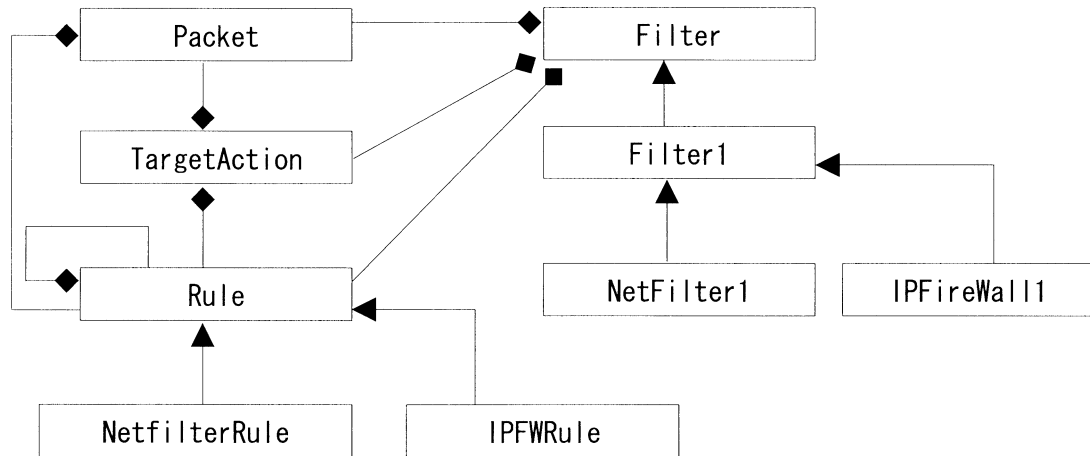 Packet
Filter
TargetAction
Filter1
Rule
NetFilter1
IPFireWall1
NetfilterRule
IPFWRule